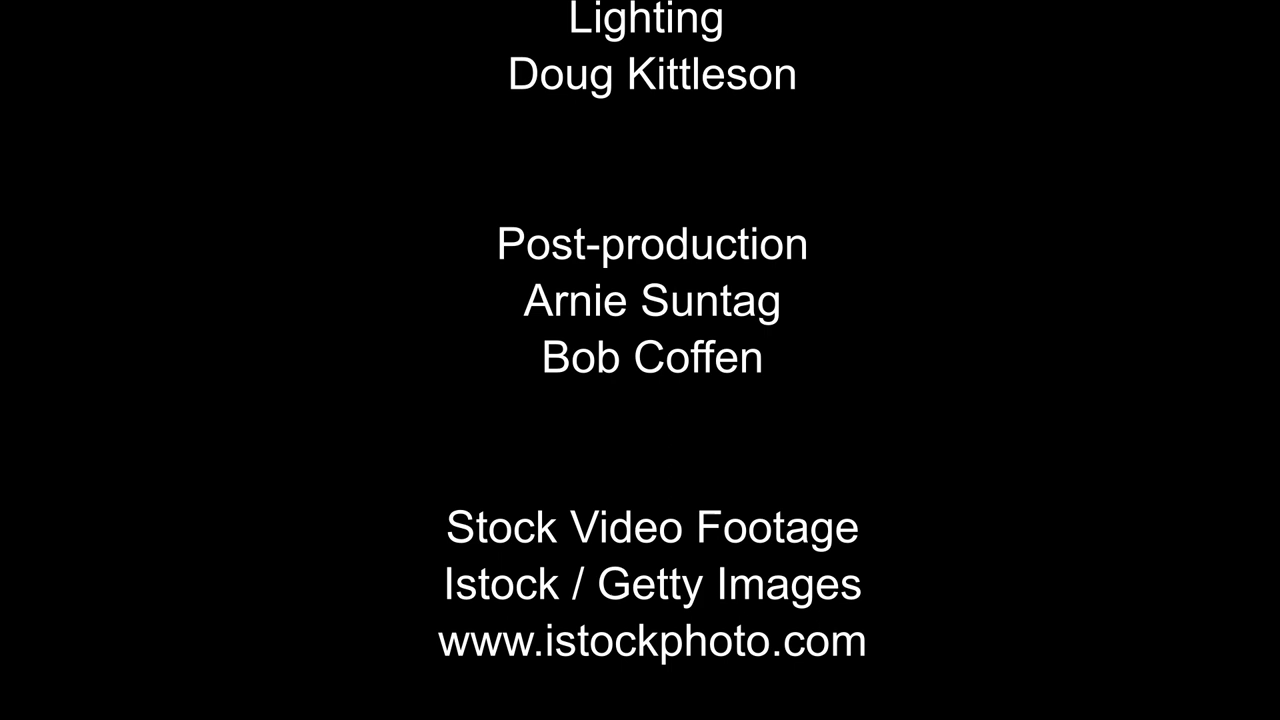 Lighting
Doug Kittleson
Post-production
Arnie Suntag
Bob Coffen
Stock Video Footage
Istock / Getty Images
www.istockphoto.com